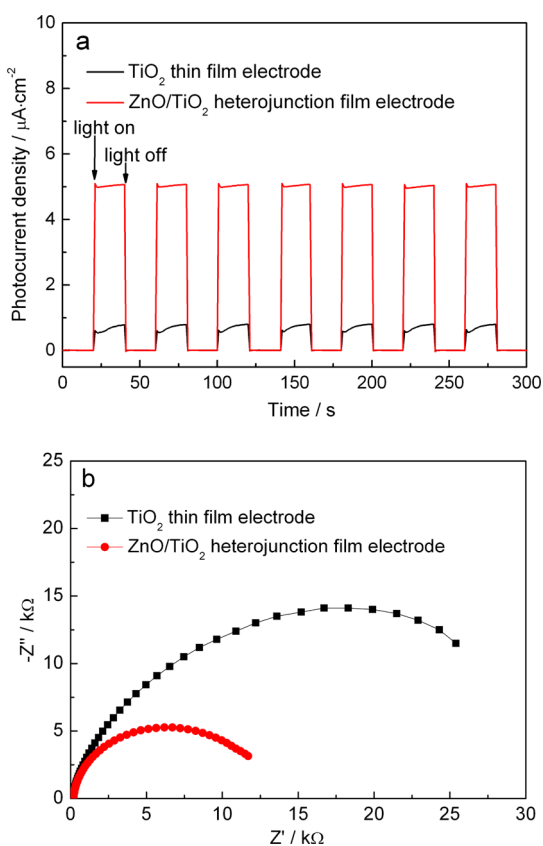 a
TiO₂ thin film electrode
ZnO/TiO₂ heterojunction film electrode
light on
light off
10
8
6
4
2
0
Photocurrent density / μA·cm⁻²
0 50 100 150 200 250 300
Time / s
b
TiO₂ thin film electrode
ZnO/TiO₂ heterojunction film electrode
25
20
15
10
5
0
-Z'' / kΩ
0 5 10 15 20 25 30
Z' / kΩ